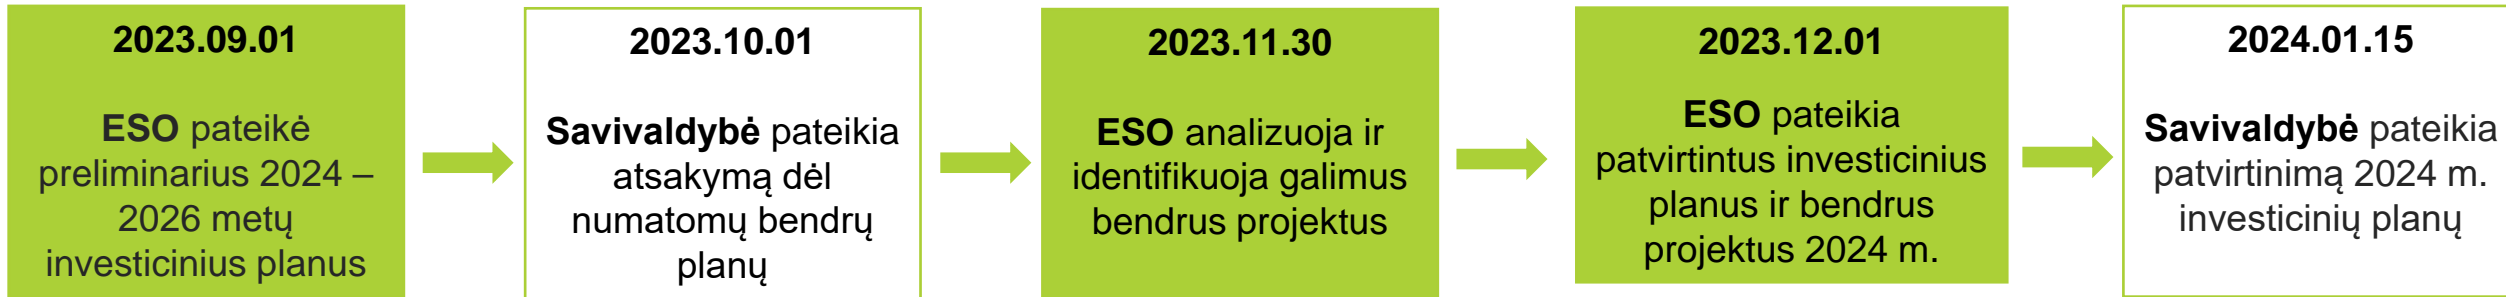 2023.09.01
ESO pateikė
preliminarius 2024 –
2026 metų
investicinius planus
2023.10.01
Savivaldybė pateikia
atsakymą dėl
numatomų bendrų
planų
2023.11.30
ESO analizuoja ir
identifikuoja galimus
bendrus projektus
2023.12.01
ESO pateikia
patvirtintus investicinius
planus ir bendrus
projektus 2024 m.
2024.01.15
Savivaldybė pateikia
patvirtinimą 2024 m.
investicinių planų